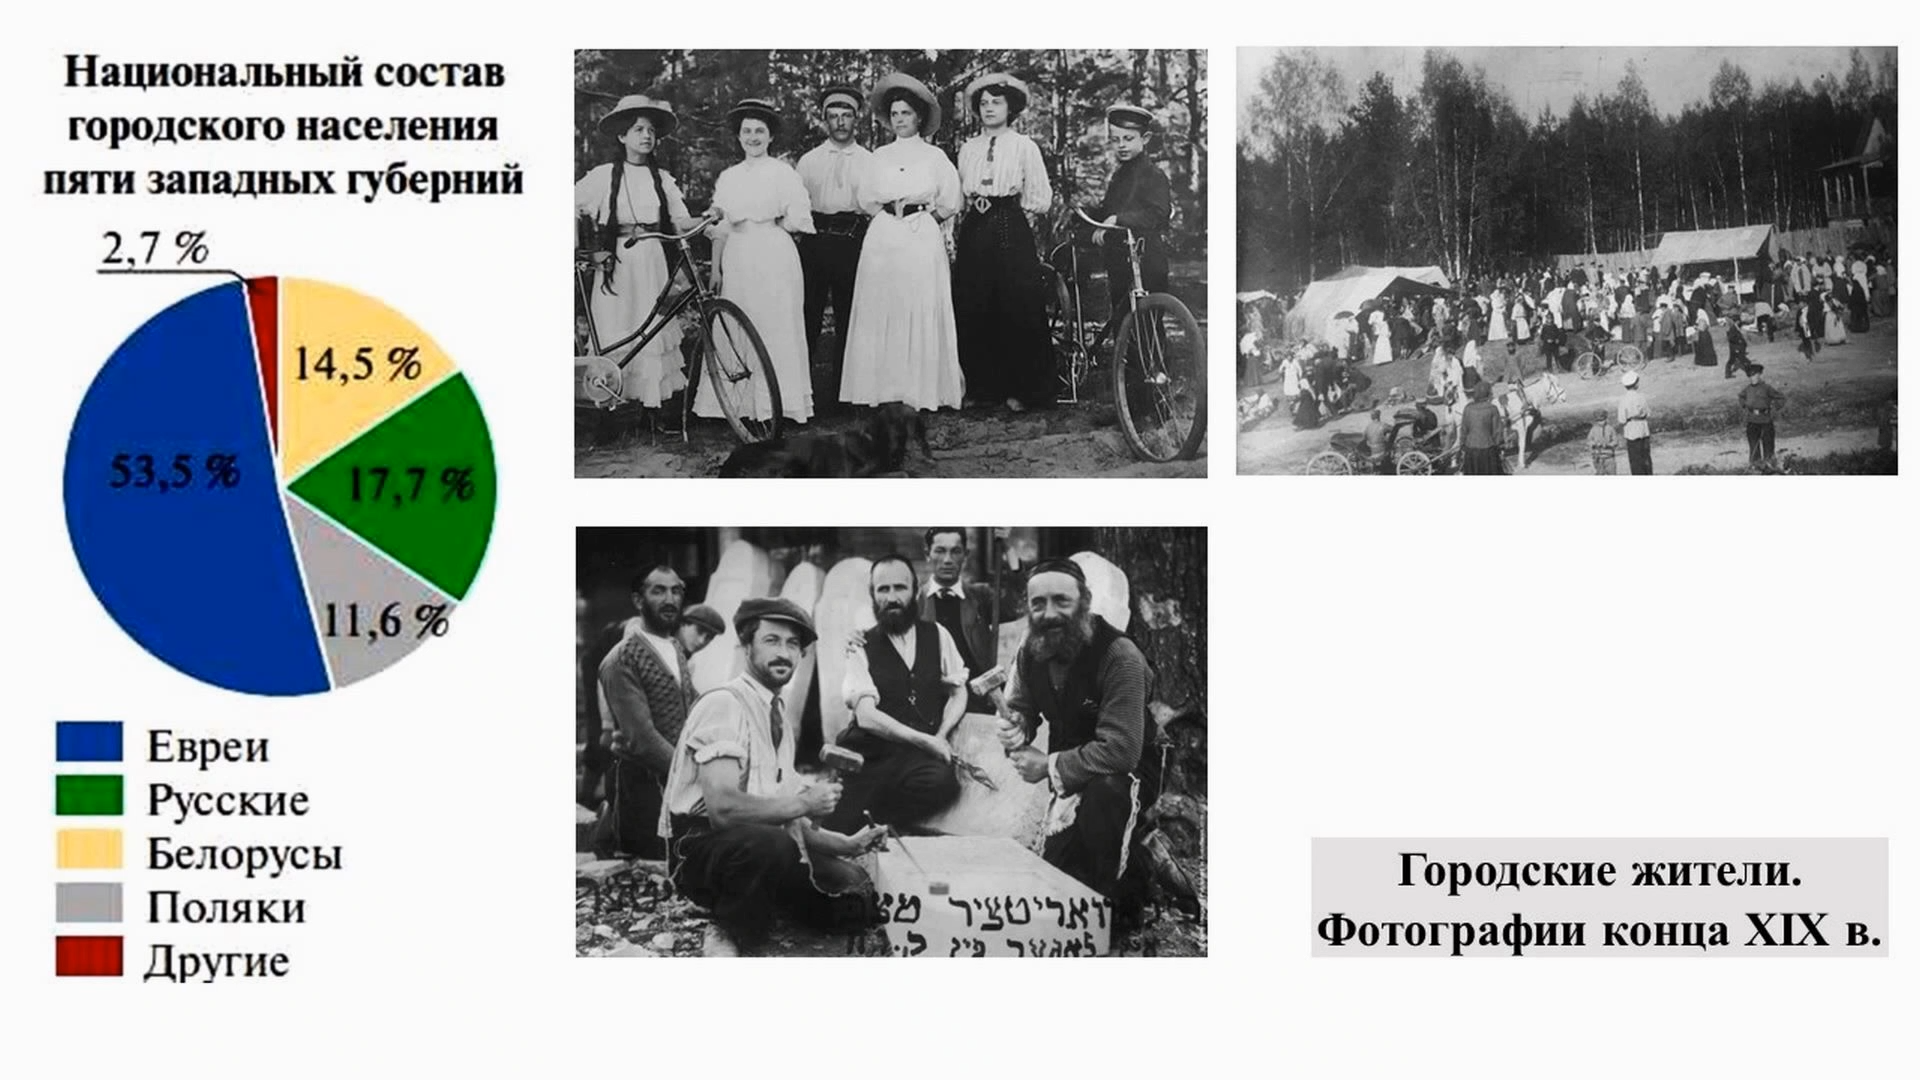 Национальный состав
городского населения
пяти западных губерний
2,7 %
14,5 %
53,5 %
17,7 %
11,6 %
Евреи
Русские
Белорусы
Поляки
Другие
Городские жители.
Фотографии конца XIX в.